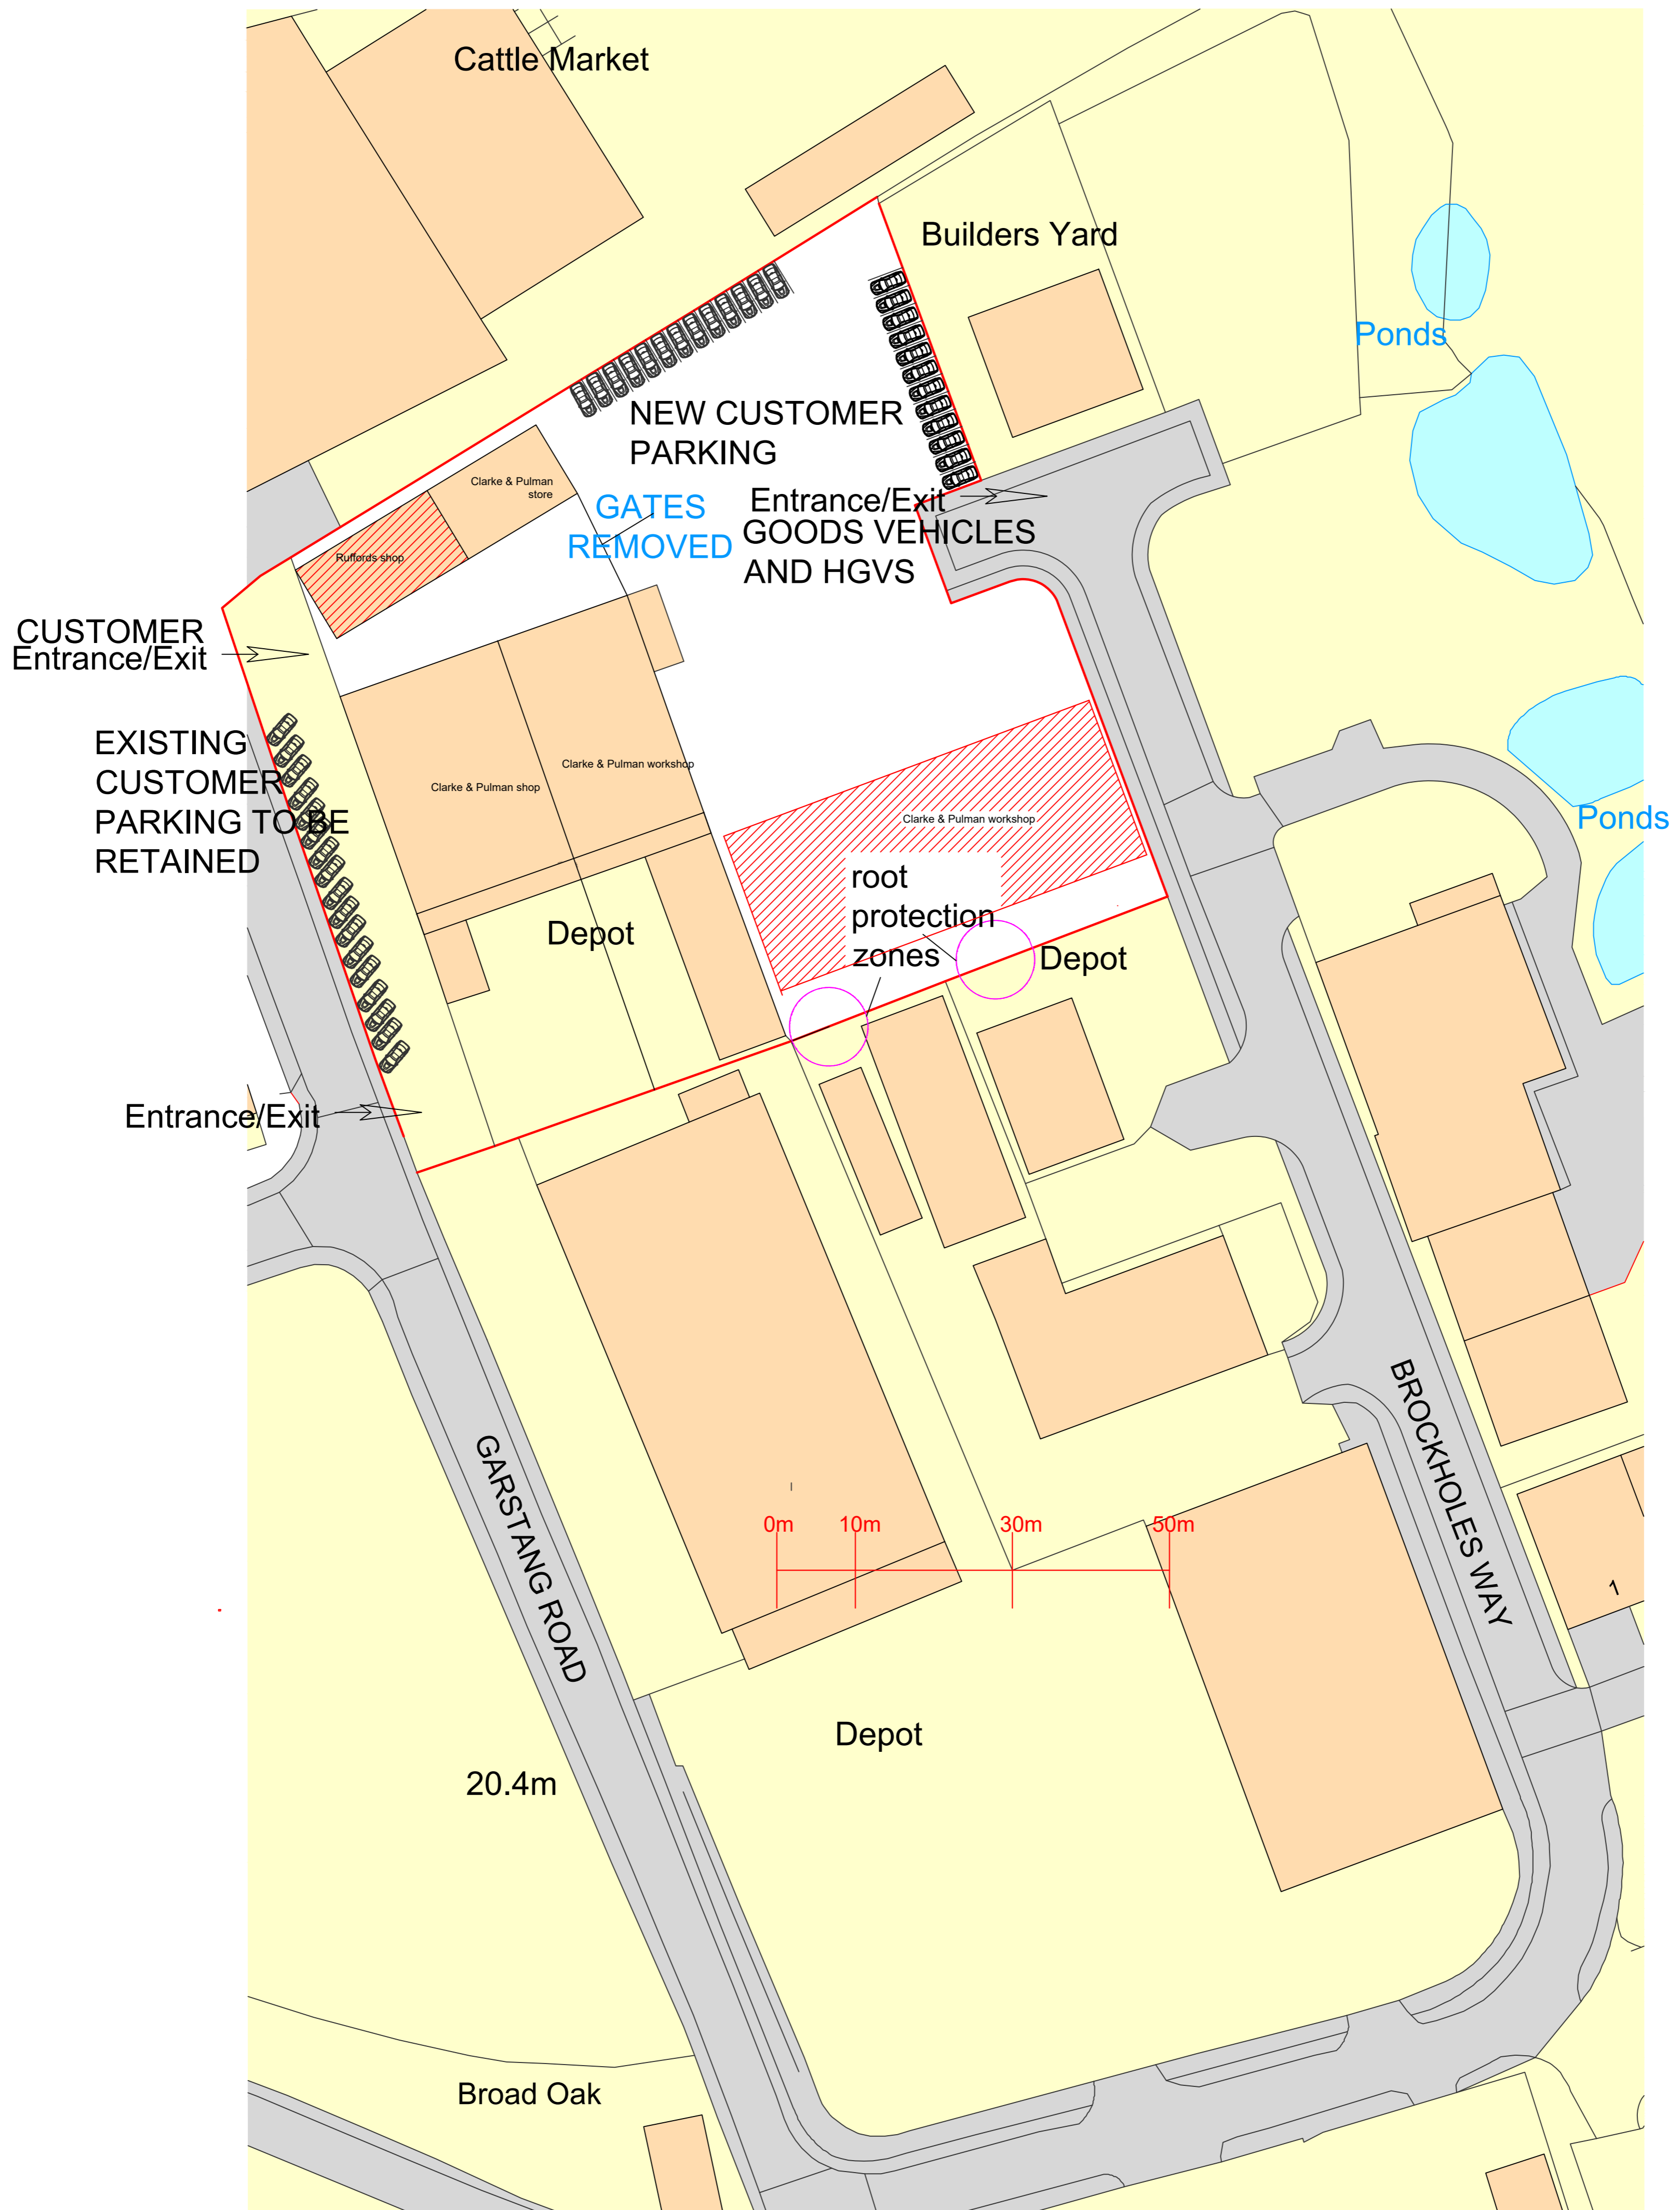 Cattle Market
Builders Yard
Ponds
NEW CUSTOMER
PARKING
Clarke & Pulman
store
GATES
REMOVED
Entrance/Exit
GOODS VEHICLES
AND HGVS
Ruffords shop
CUSTOMER
Entrance/Exit
EXISTING
CUSTOMER
PARKING TO BE
RETAINED
Clarke & Pulman shop
Clarke & Pulman workshop
Clarke & Pulman workshop
Ponds
root
protection
zones
Depot
Depot
Entrance/Exit
GARSTANG ROAD
BROCKHOLES WAY
0m
10m
30m
50m
1
Depot
20.4m
Broad Oak